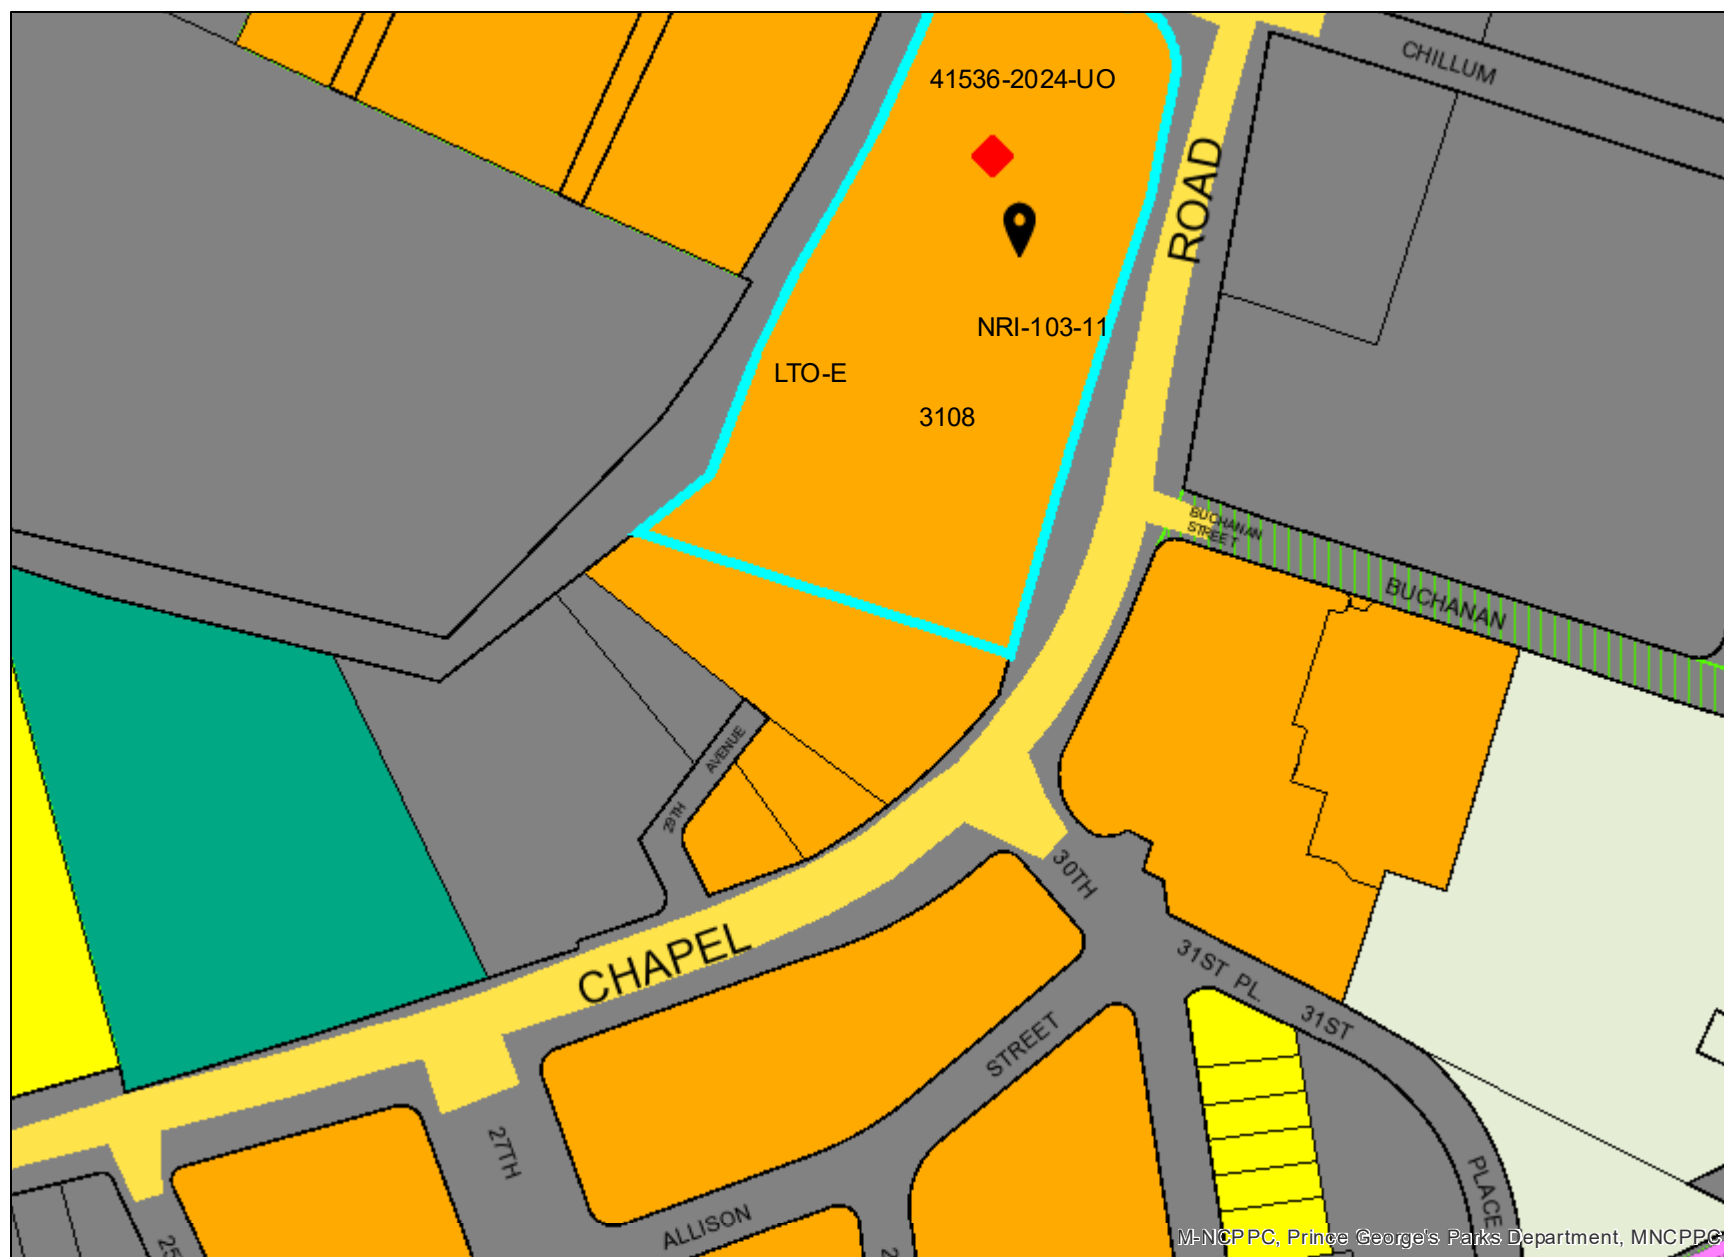 CHILLUM
41536-2024-UO
ROAD
NRI-103-11
LTO-E
3108
BUCHANAN
STREET
BUCHANAN
AVENUE
29TH
30TH
CHAPEL
31ST PL.
31ST
STREET
27TH
PLACE
ALLISON
M-NCPPC, Prince George's Parks Department, MNCPPC